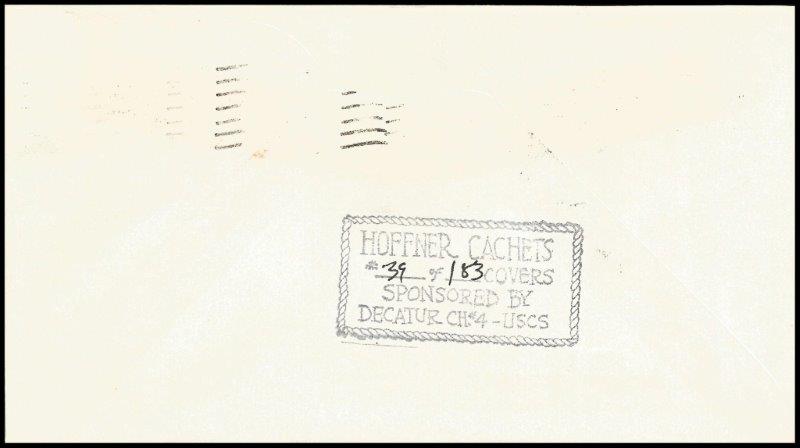 HOFFNER CACHETS
# 39 of 183 COVERS
SPONSORED BY
DECATUR CH#4 - USCS